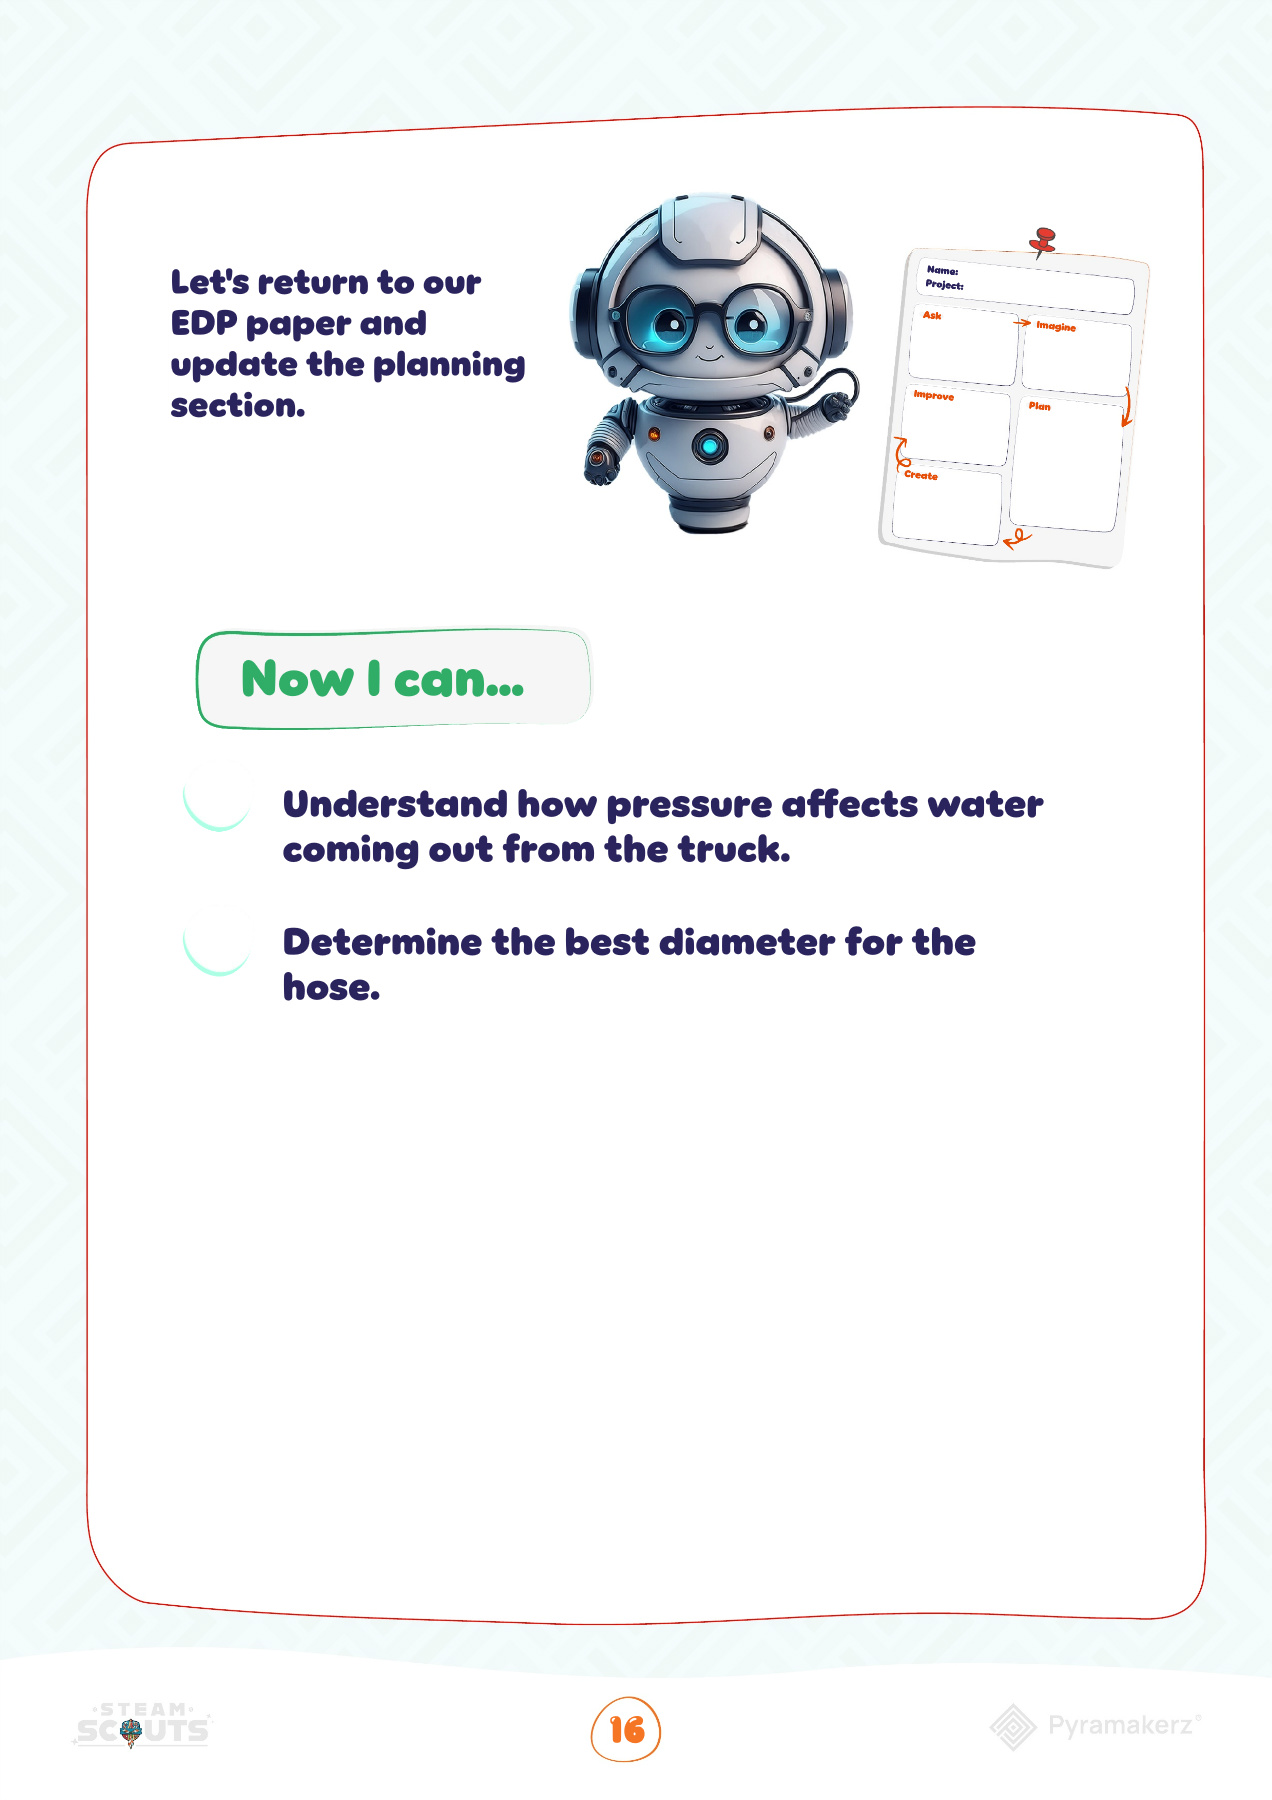 Let's return to our
EDP paper and
update the planning
section.
Name:
Project:
Ask
Imagine
Improve
Plan
Create
Now I can...
Understand how pressure affects water
coming out from the truck.
Determine the best diameter for the
hose.
STEAM
SCOUTS
16
Pyramakerz